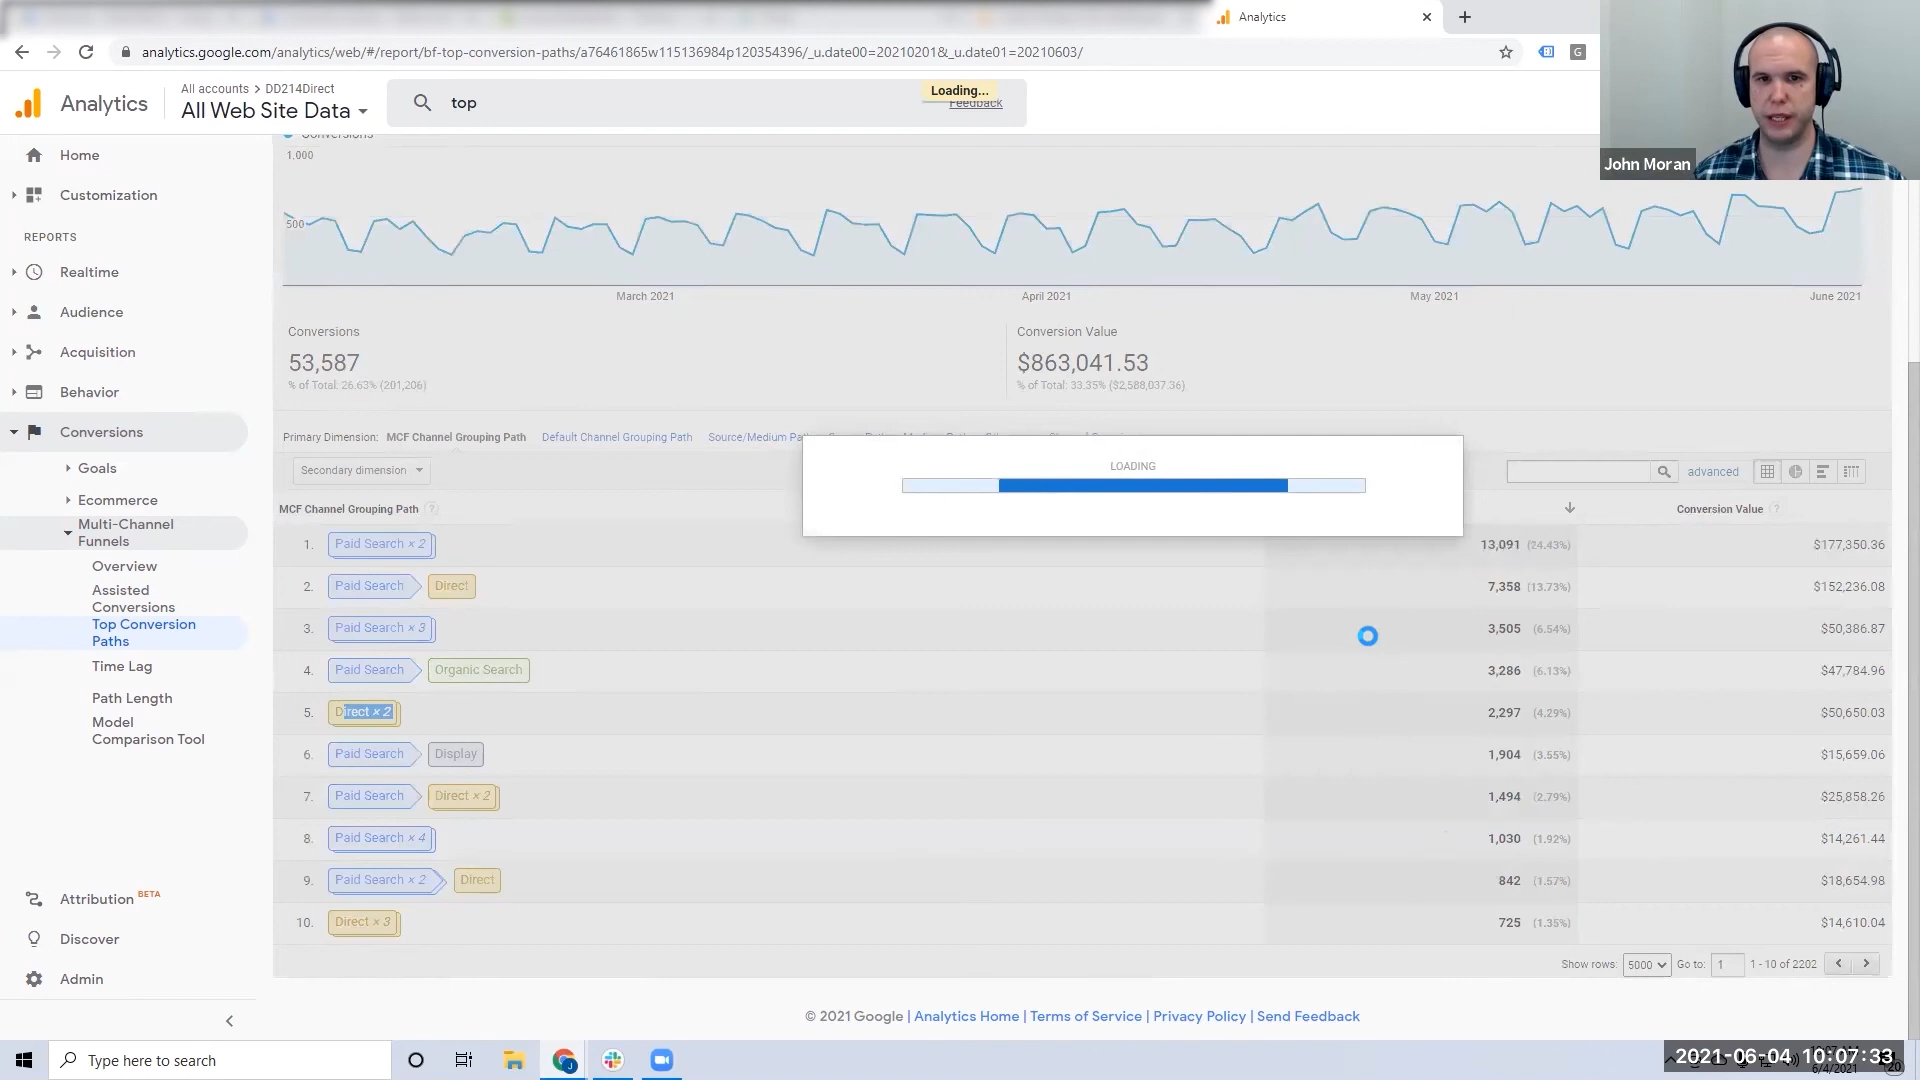 Analytics
analytics.google.com/analytics/web/#/report/bf-top-conversion-paths/a76461865w115136984p120354396/_u.date00=20210201&_u.date01=20210603/
G
Analytics
All accounts > DD214Direct
All Web Site Data
top
Loading...
Feedback
John Moran
Home
Customization
REPORTS
Realtime
Audience
Acquisition
Behavior
Conversions
Goals
Ecommerce
Multi-Channel
Funnels
Overview
Assisted
Conversions
Top Conversion
Paths
Time Lag
Path Length
Model
Comparison Tool
Attribution BETA
Discover
Admin
Conversions
1,000
500
March 2021
April 2021
May 2021
June 2021
Conversions
53,587
% of Total: 26.63% (201,206)
Conversion Value
$863,041.53
% of Total: 33.35% ($2,588,037.36)
Primary Dimension: MCF Channel Grouping Path Default Channel Grouping Path Source/Medium
Secondary dimension
advanced
LOADING
MCF Channel Grouping Path ?
Conversion Value ?
1. Paid Search × 2 13,091 (24.43%) $177,350.36
2. Paid Search Direct 7,358 (13.73%) $152,236.08
3. Paid Search × 3 3,505 (6.54%) $50,386.87
4. Paid Search Organic Search 3,286 (6.13%) $47,784.96
5. Direct × 2 2,297 (4.29%) $50,650.03
6. Paid Search Display 1,904 (3.55%) $15,659.06
7. Paid Search Direct × 2 1,494 (2.79%) $25,858.26
8. Paid Search × 4 1,030 (1.92%) $14,261.44
9. Paid Search × 2 Direct 842 (1.57%) $18,654.98
10. Direct × 3 725 (1.35%) $14,610.04
Show rows: 5000 Go to: 1 1 - 10 of 2202
© 2021 Google | Analytics Home | Terms of Service | Privacy Policy | Send Feedback
Type here to search
2021-06-04 10:07:33
6/4/2021
20